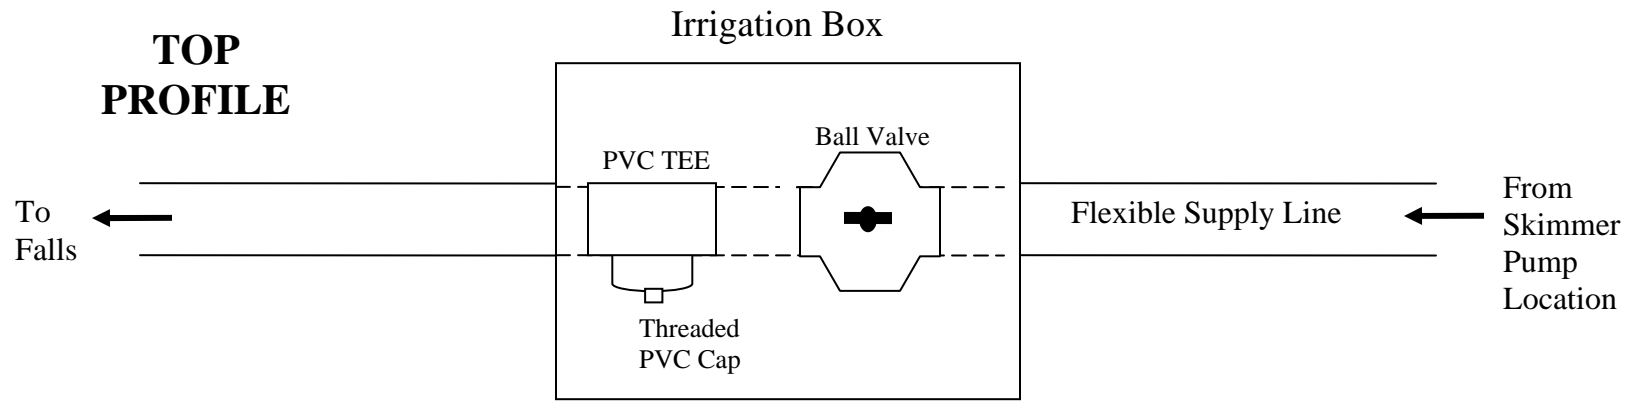 Irrigation Box
TOP
PROFILE
Ball Valve
PVC TEE
To
Falls
Flexible Supply Line
From
Skimmer
Pump
Location
Threaded
PVC Cap